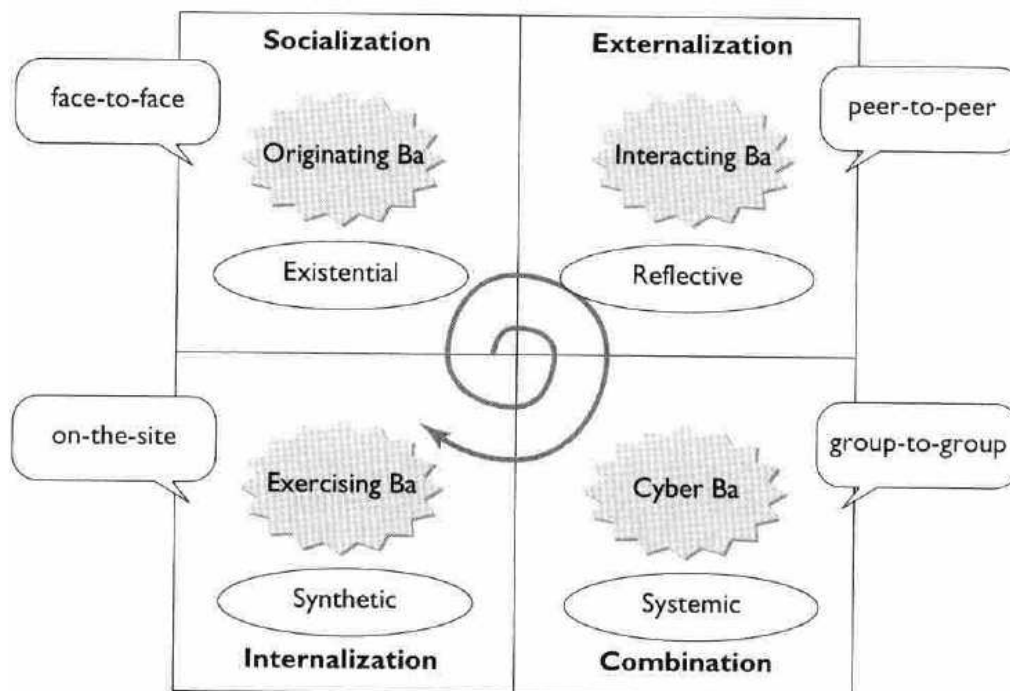 Socialization
Externalization
face-to-face
peer-to-peer
Originating Ba
Interacting Ba
Existential
Reflective
on-the-site
group-to-group
Exercising Ba
Cyber Ba
Synthetic
Systemic
Internalization
Combination